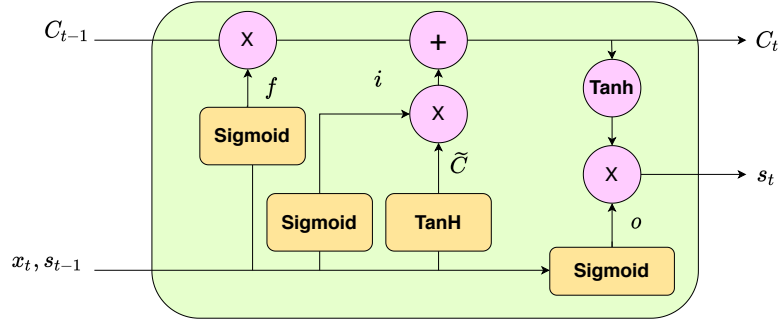 C_{t-1}
X
+
C_t
f
i
Tanh
Sigmoid
X
C̃
X
s_t
Sigmoid
TanH
o
x_t, s_{t-1}
Sigmoid